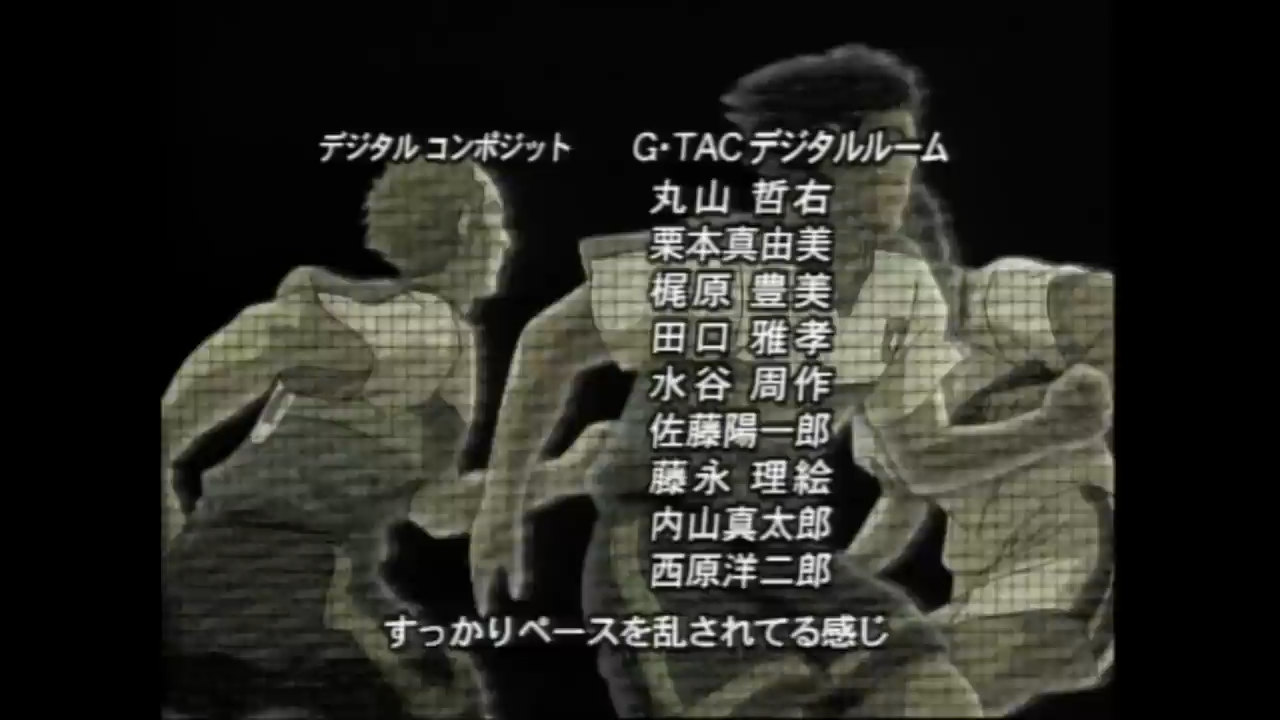 デジタル コンポジット G・TACデジタルルーム
丸山 哲右
栗本真由美
梶原 豊美
田口 雅孝
水谷 周作
佐藤陽一郎
藤永 理絵
内山真太郎
西原洋二郎
すっかりペースを乱されてる感じ